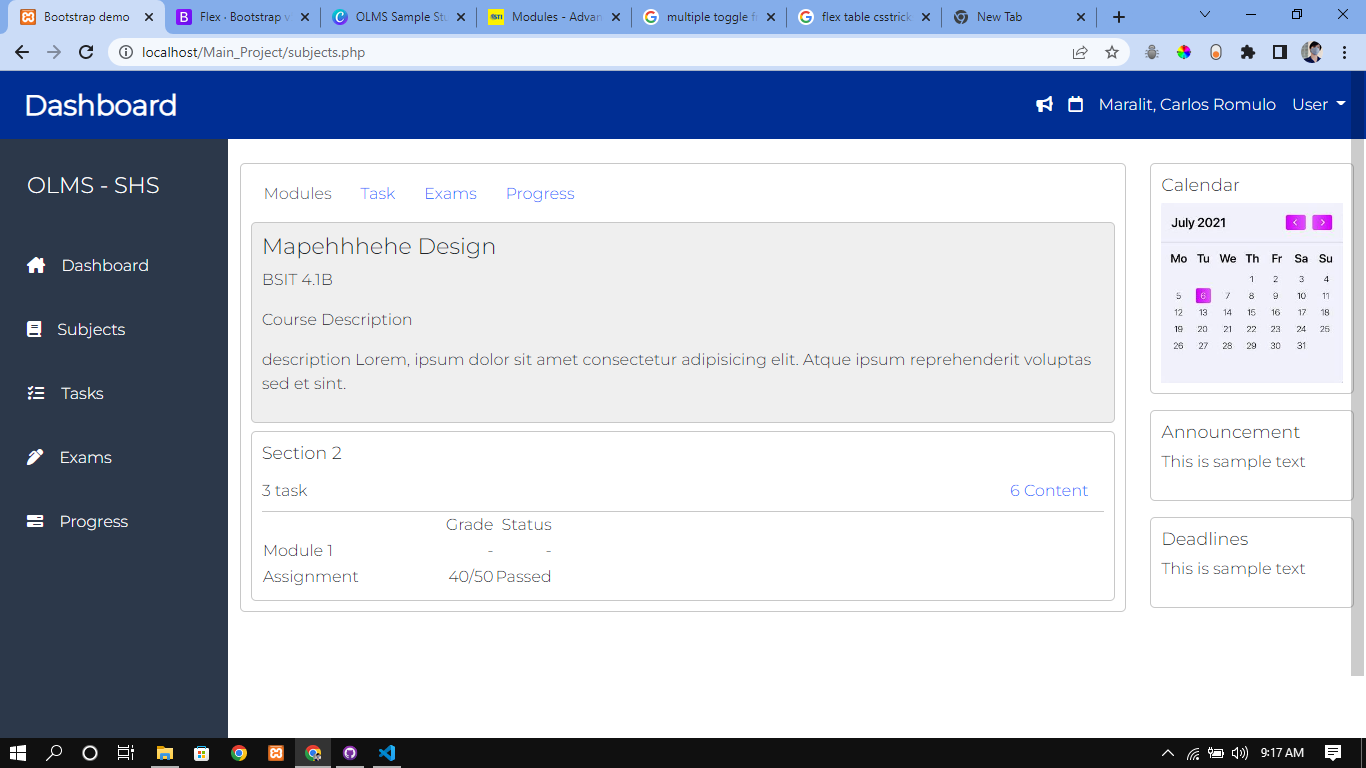 Bootstrap demo
Flex · Bootstrap v
OLMS Sample Stu
STI
Modules - Advan
multiple toggle f
flex table csstrick
New Tab
localhost/Main_Project/subjects.php
Dashboard
Maralit, Carlos Romulo
User
OLMS - SHS
Dashboard
Subjects
Tasks
Exams
Progress
Modules Task Exams Progress
Mapehhhehe Design
BSIT 4.1B
Course Description
description Lorem, ipsum dolor sit amet consectetur adipisicing elit. Atque ipsum reprehenderit voluptas
sed et sint.
Section 2
3 task 6 Content
Grade Status
Module 1 - -
Assignment 40/50 Passed
Calendar
July 2021
Mo Tu We Th Fr Sa Su
1 2 3 4
5 6 7 8 9 10 11
12 13 14 15 16 17 18
19 20 21 22 23 24 25
26 27 28 29 30 31
Announcement
This is sample text
Deadlines
This is sample text
9:17 AM